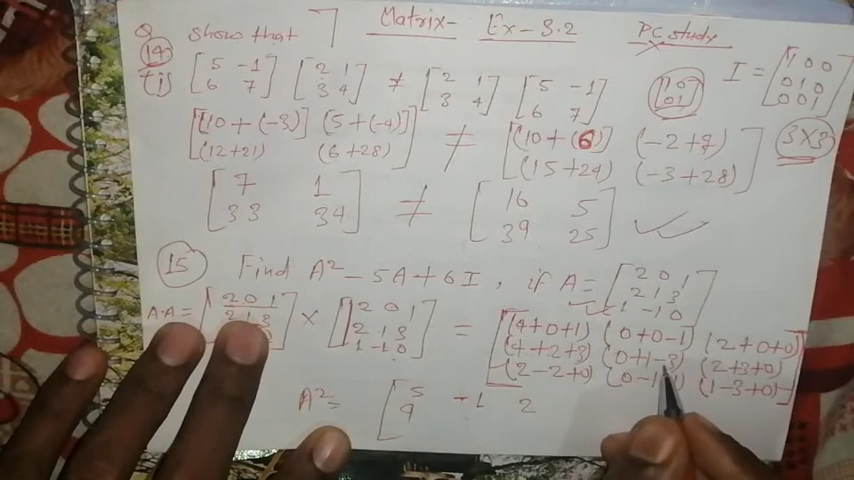 Matrix- Ex-3.2 PC study
Q show that
14 (i) [5 -1 6 7] [2 1 3 4] ≠ [2 1 3 4] [5 -1 6 7] [1 0 0 1] I = [1 0 0 0 1 0 0 0 1]
[(10+(-3)) (5+(-4)) (12+21) (6+28)] ≠ [(10+(6)) (-2+7) (15+24) (-3+28)] 3×3
[7 1 33 34] ≠ [16 5 39 25]
15 Find A²-5A+6I, if A = [2 0 1 2 1 3 1 -1 0]
A·A = [2 0 1 2 1 3 0] × [2 0 1 2 1 3 1 -1 0] = [(4+0+1) (0+0-1) (2+0+0) (4+2+3) (0+1-3) (2+3+0) (2-2+0) (0-1 (1-3+0)]
A² = [5 -1 2 9